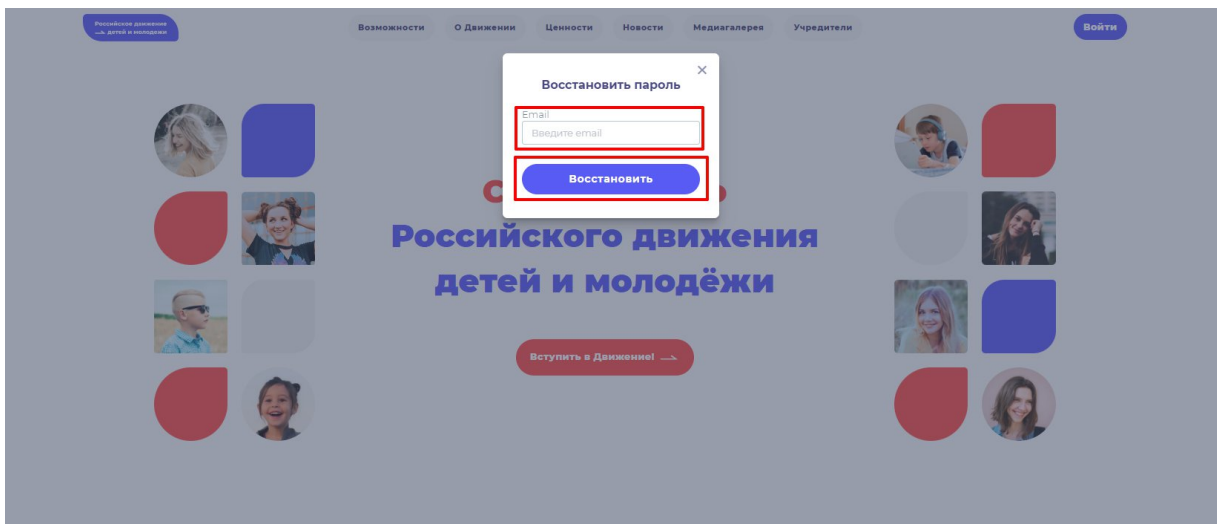 Российское движение
детей и молодежи
Возможности О Движении Ценности Новости Медиагалерея Учредители
Войти
Восстановить пароль
Email
Введите email
Восстановить
Российского движения
детей и молодёжи
Вступить в Движение!